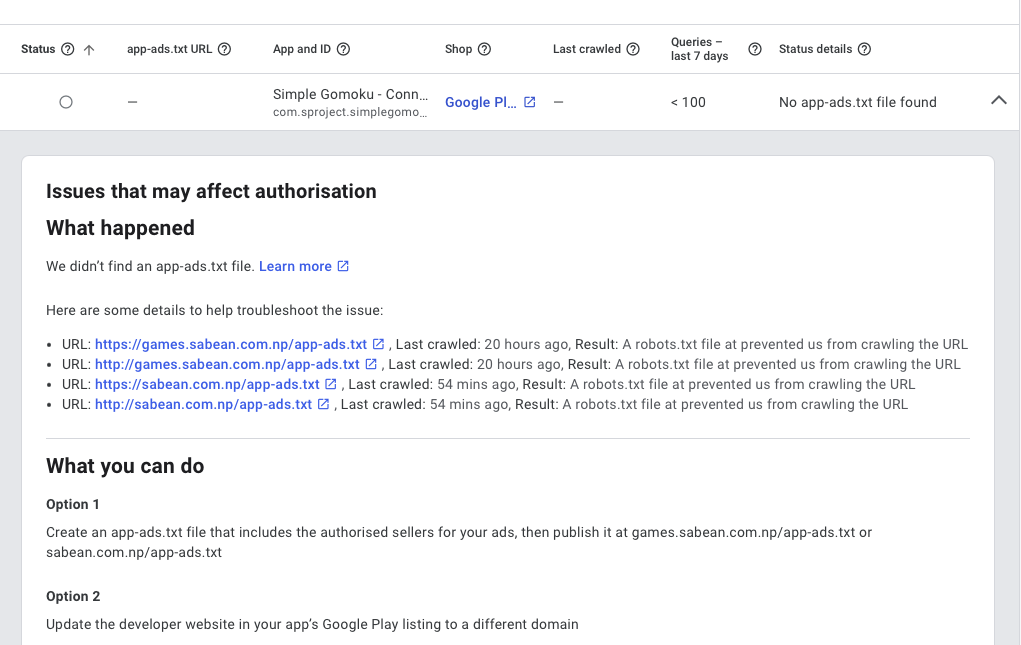 Status app-ads.txt URL App and ID Shop Last crawled Queries – last 7 days Status details
– Simple Gomoku - Conn... Google Pl... – < 100 No app-ads.txt file found
com.sproject.simplegomo...
Issues that may affect authorisation
What happened
We didn't find an app-ads.txt file. Learn more
Here are some details to help troubleshoot the issue:
• URL: https://games.sabean.com.np/app-ads.txt , Last crawled: 20 hours ago, Result: A robots.txt file at prevented us from crawling the URL
• URL: http://games.sabean.com.np/app-ads.txt , Last crawled: 20 hours ago, Result: A robots.txt file at prevented us from crawling the URL
• URL: https://sabean.com.np/app-ads.txt , Last crawled: 54 mins ago, Result: A robots.txt file at prevented us from crawling the URL
• URL: http://sabean.com.np/app-ads.txt , Last crawled: 54 mins ago, Result: A robots.txt file at prevented us from crawling the URL
What you can do
Option 1
Create an app-ads.txt file that includes the authorised sellers for your ads, then publish it at games.sabean.com.np/app-ads.txt or
sabean.com.np/app-ads.txt
Option 2
Update the developer website in your app's Google Play listing to a different domain